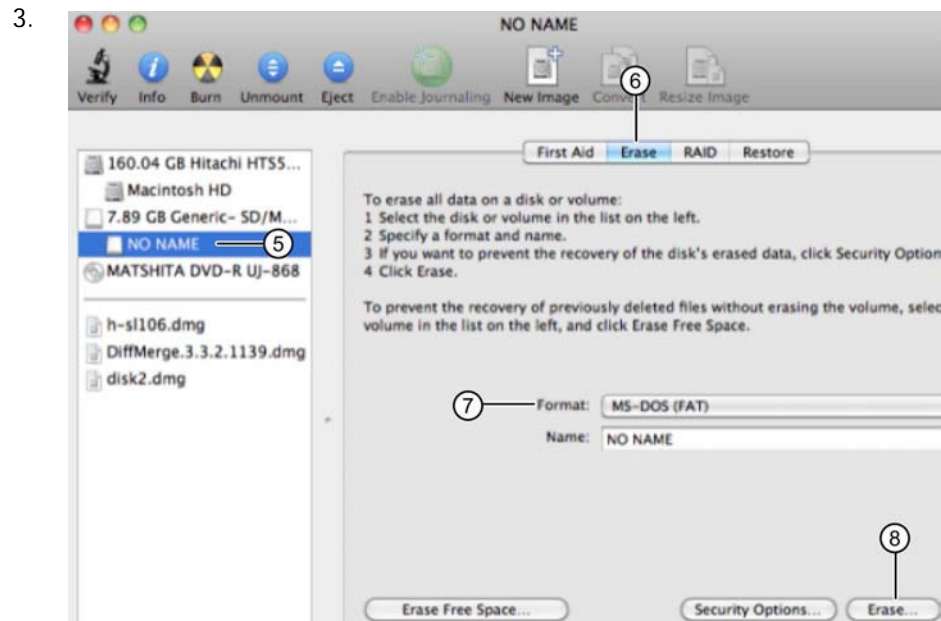 3.
NO NAME
Verify Info Burn Unmount Eject Enable Journaling New Image Convert Resize Image
6
First Aid Erase RAID Restore
160.04 GB Hitachi HTS5...
Macintosh HD
7.89 GB Generic- SD/M...
NO NAME 5
MATSHITA DVD-R UJ-868
h-sl106.dmg
DiffMerge.3.3.2.1139.dmg
disk2.dmg
To erase all data on a disk or volume:
1 Select the disk or volume in the list on the left.
2 Specify a format and name.
3 If you want to prevent the recovery of the disk's erased data, click Security Option
4 Click Erase.
To prevent the recovery of previously deleted files without erasing the volume, selec
volume in the list on the left, and click Erase Free Space.
7 Format: MS-DOS (FAT)
Name: NO NAME
8
Erase Free Space... Security Options... Erase...